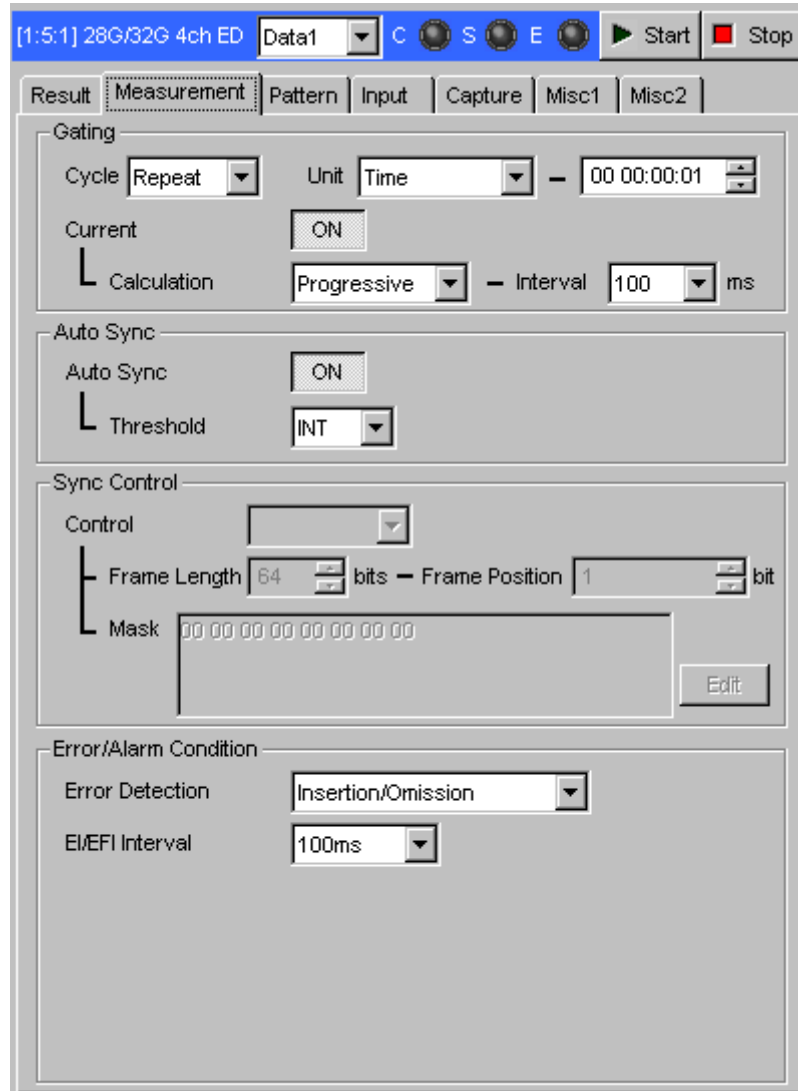 [1:5:1] 28G/32G 4ch ED Data1 C S E Start Stop
Result Measurement Pattern Input Capture Misc1 Misc2
Gating
Cycle Repeat Unit Time – 00 00:00:01
Current ON
Calculation Progressive – Interval 100 ms
Auto Sync
Auto Sync ON
Threshold INT
Sync Control
Control
Frame Length 64 bits – Frame Position 1 bit
Mask 00 00 00 00 00 00 00 00
Edit
Error/Alarm Condition
Error Detection Insertion/Omission
EI/EFI Interval 100ms